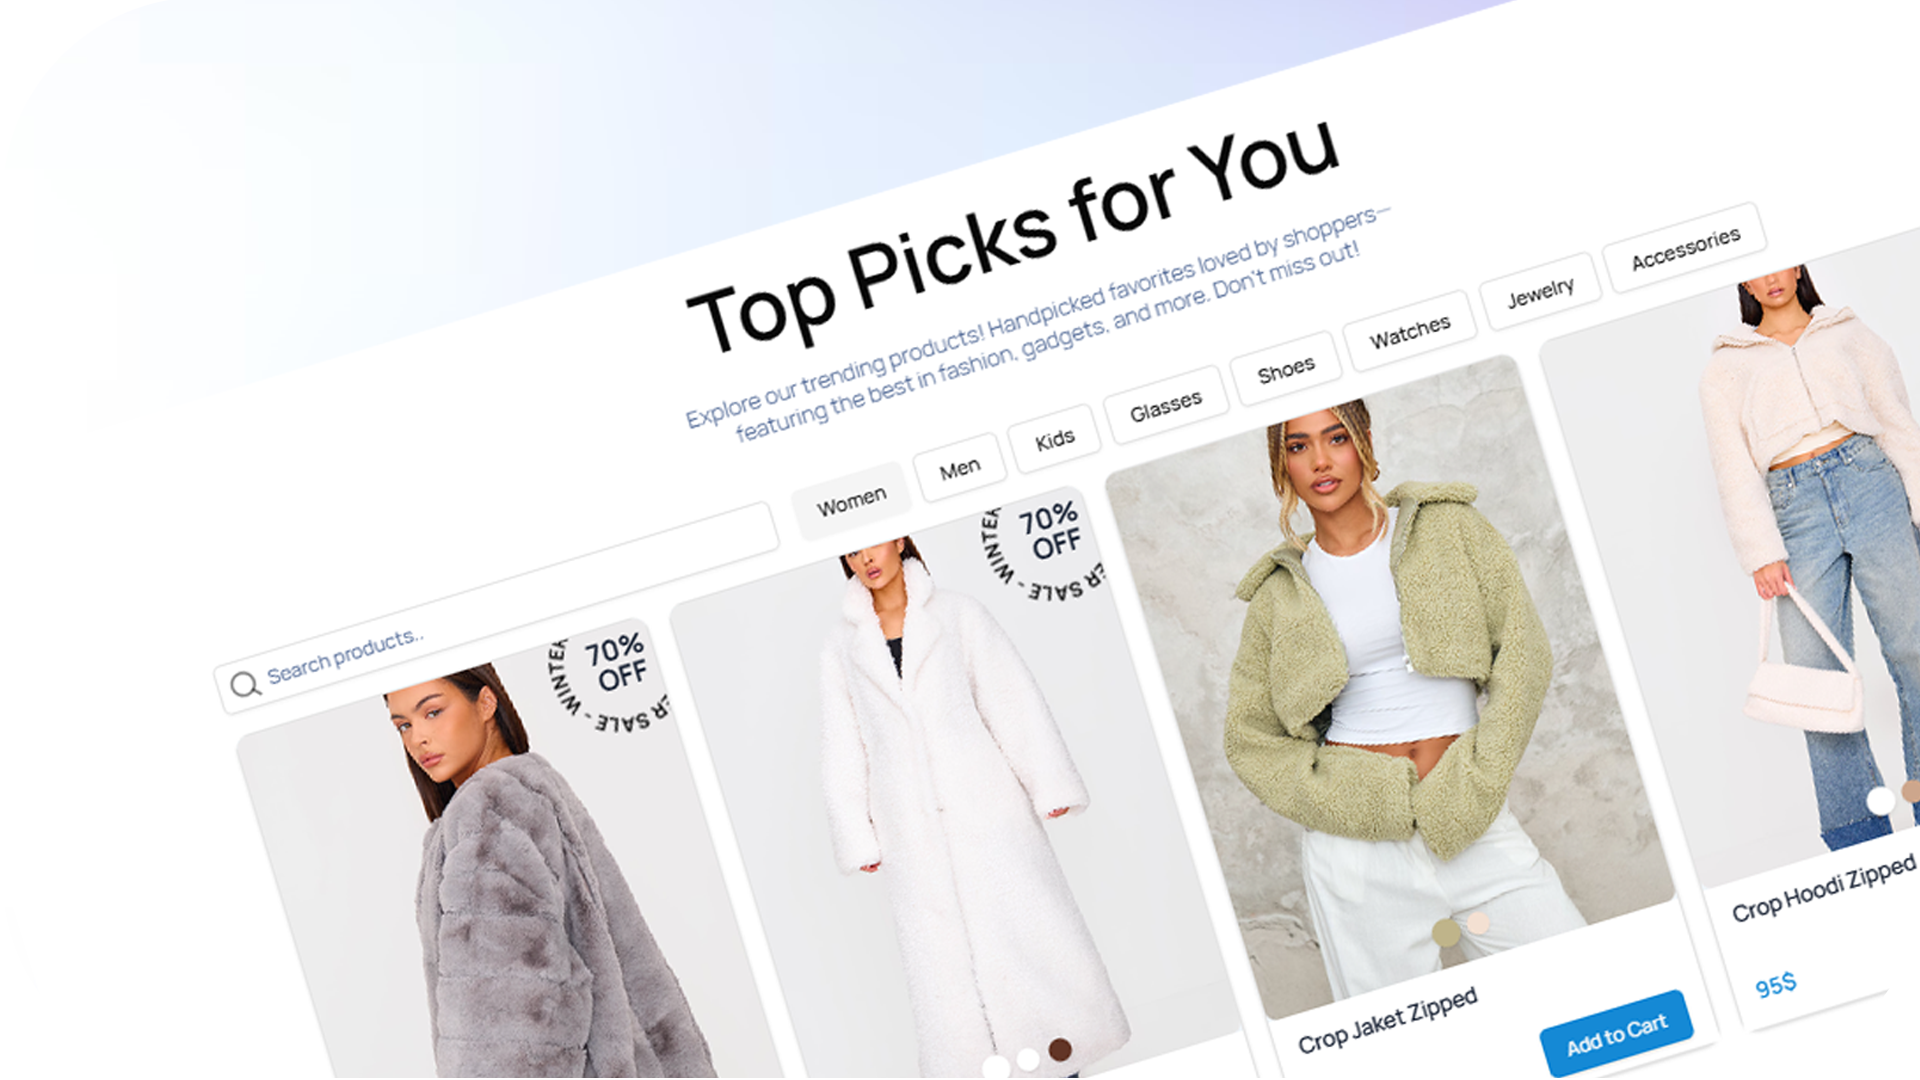 Top Picks for You
Explore our trending products! Handpicked favorites loved by shoppers—
featuring the best in fashion, gadgets, and more. Don't miss out!
Search products..
Women
Men
Kids
Glasses
Shoes
Watches
Jewelry
Accessories
70%
OFF
WINTER SALE -
70%
OFF
WINTER SALE -
Crop Jaket Zipped
Add to Cart
Crop Hoodi Zipped
95$